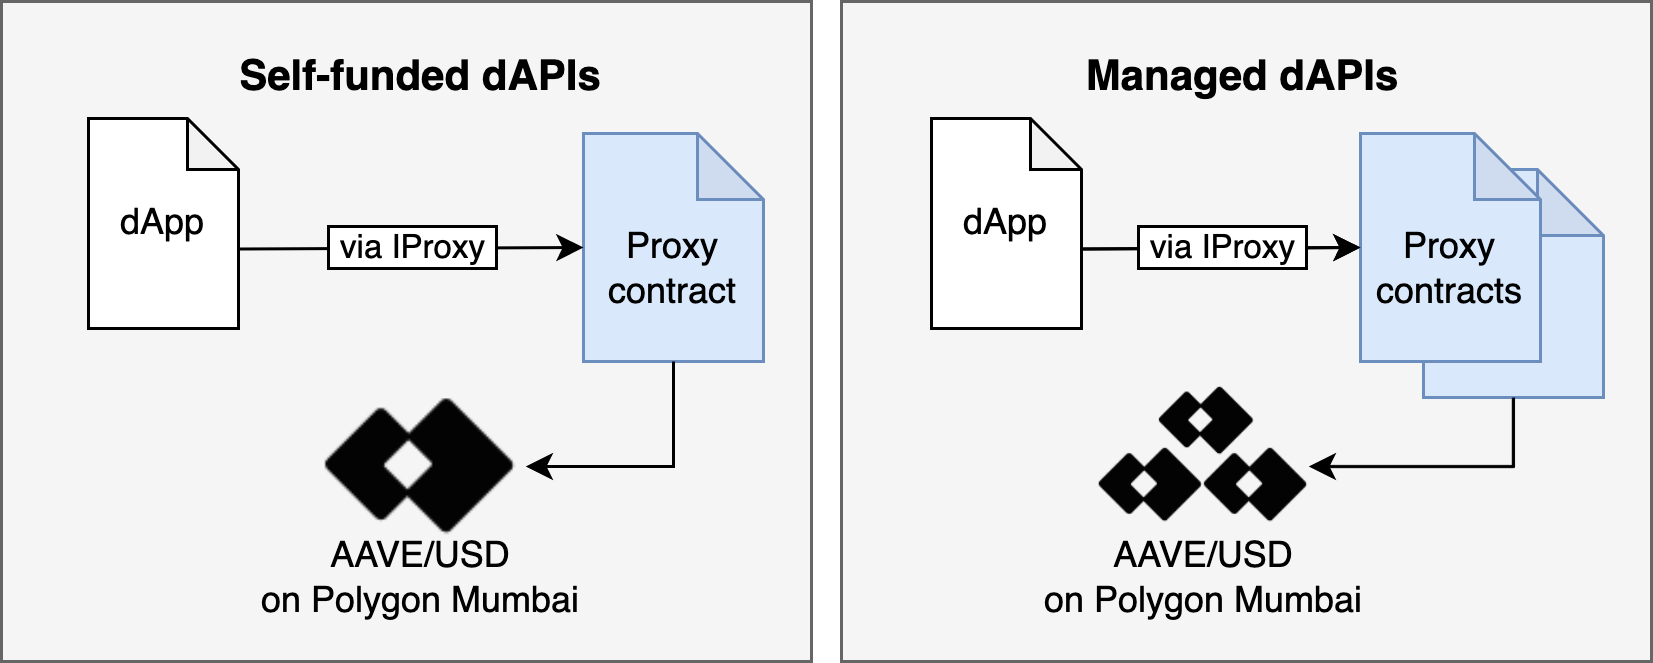 Self-funded dAPIs
dApp
via IProxy
Proxy
contract
AAVE/USD
on Polygon Mumbai
Managed dAPIs
dApp
via IProxy
Proxy
contracts
AAVE/USD
on Polygon Mumbai